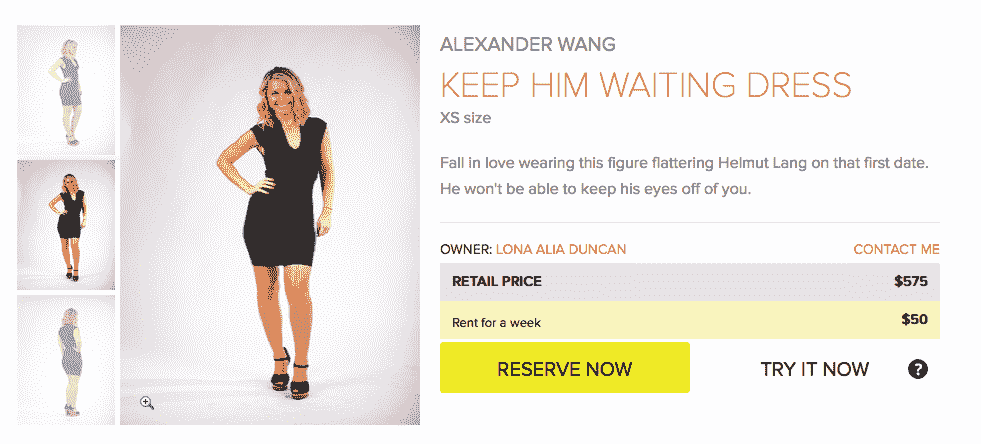 ALEXANDER WANG
KEEP HIM WAITING DRESS
XS size
Fall in love wearing this figure flattering Helmut Lang on that first date.
He won't be able to keep his eyes off of you.
OWNER: LONA ALIA DUNCAN CONTACT ME
RETAIL PRICE $575
Rent for a week $50
RESERVE NOW TRY IT NOW ?